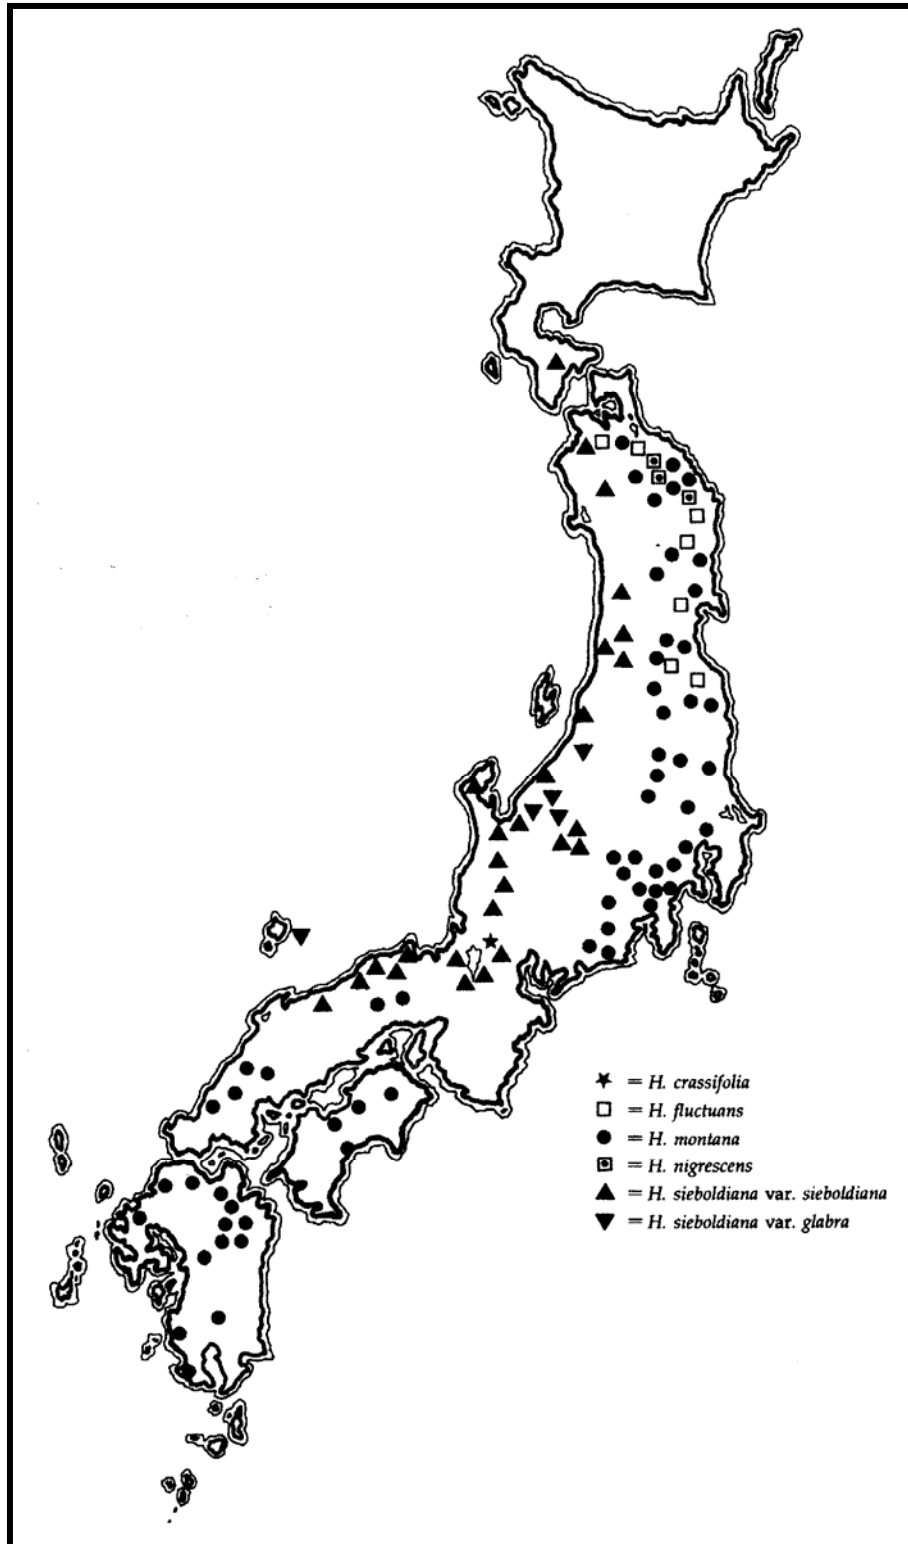 ★ = H. crassifolia
□ = H. fluctuans
● = H. montana
▣ = H. nigrescens
▲ = H. sieboldiana var. sieboldiana
▼ = H. sieboldiana var. glabra